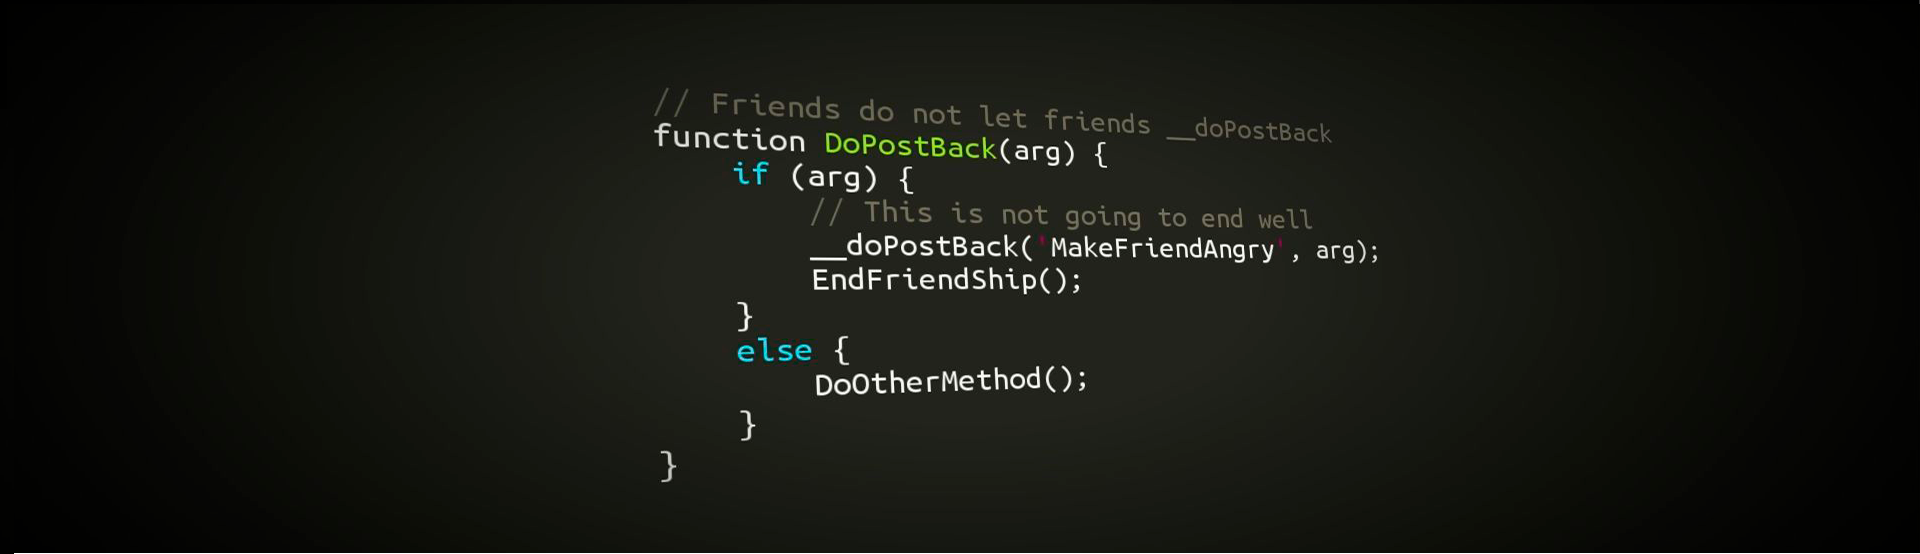 // Friends do not let friends __doPostBack
function DoPostBack(arg) {
if (arg) {
// This is not going to end well
__doPostBack('MakeFriendAngry', arg);
EndFriendShip();
}
else {
DoOtherMethod();
}
}